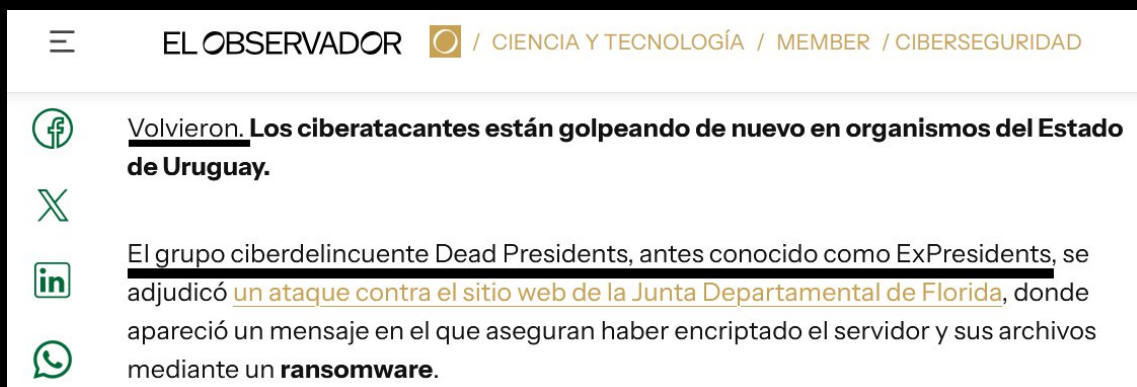 EL OBSERVADOR / CIENCIA Y TECNOLOGÍA / MEMBER / CIBERSEGURIDAD
Volvieron. Los ciberatacantes están golpeando de nuevo en organismos del Estado
de Uruguay.
El grupo ciberdelincuente Dead Presidents, antes conocido como ExPresidents, se
adjudicó un ataque contra el sitio web de la Junta Departamental de Florida, donde
apareció un mensaje en el que aseguran haber encriptado el servidor y sus archivos
mediante un ransomware.